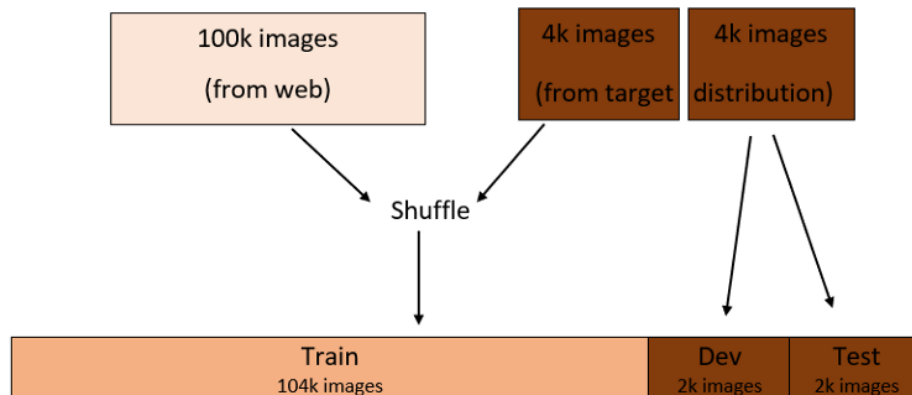 100k images
(from web)
4k images
(from target
4k images
distribution)
Shuffle
Train
104k images
Dev
2k images
Test
2k images